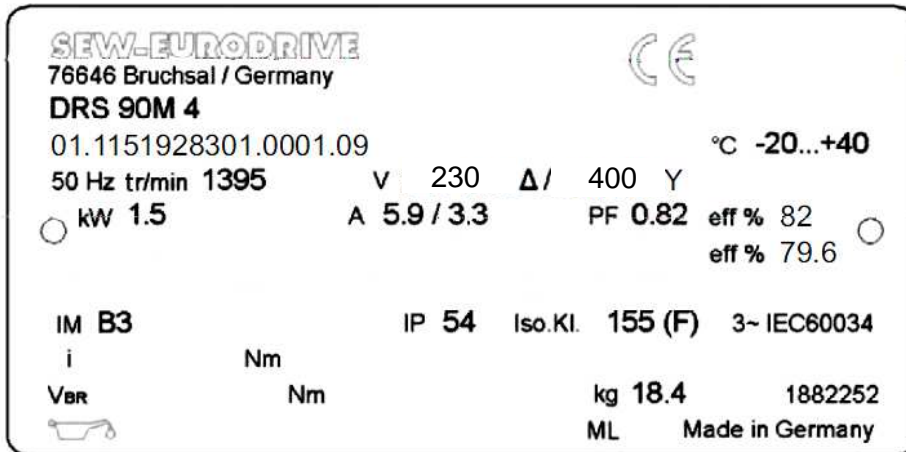 SEW-EURODRIVE
CE
76646 Bruchsal / Germany
DRS 90M 4
01.1151928301.0001.09 °C -20...+40
50 Hz tr/min 1395 V 230 Δ / 400 Y
kW 1.5 A 5.9 / 3.3 PF 0.82 eff % 82
eff % 79.6
IM B3 IP 54 Iso.Kl. 155 (F) 3~ IEC60034
i Nm
VBR Nm kg 18.4 1882252
ML Made in Germany